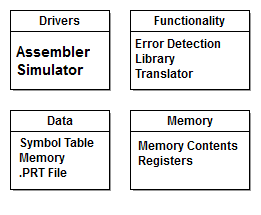 Drivers
Assembler
Simulator
Functionality
Error Detection
Library
Translator
Data
Symbol Table
Memory
.PRT File
Memory
Memory Contents
Registers